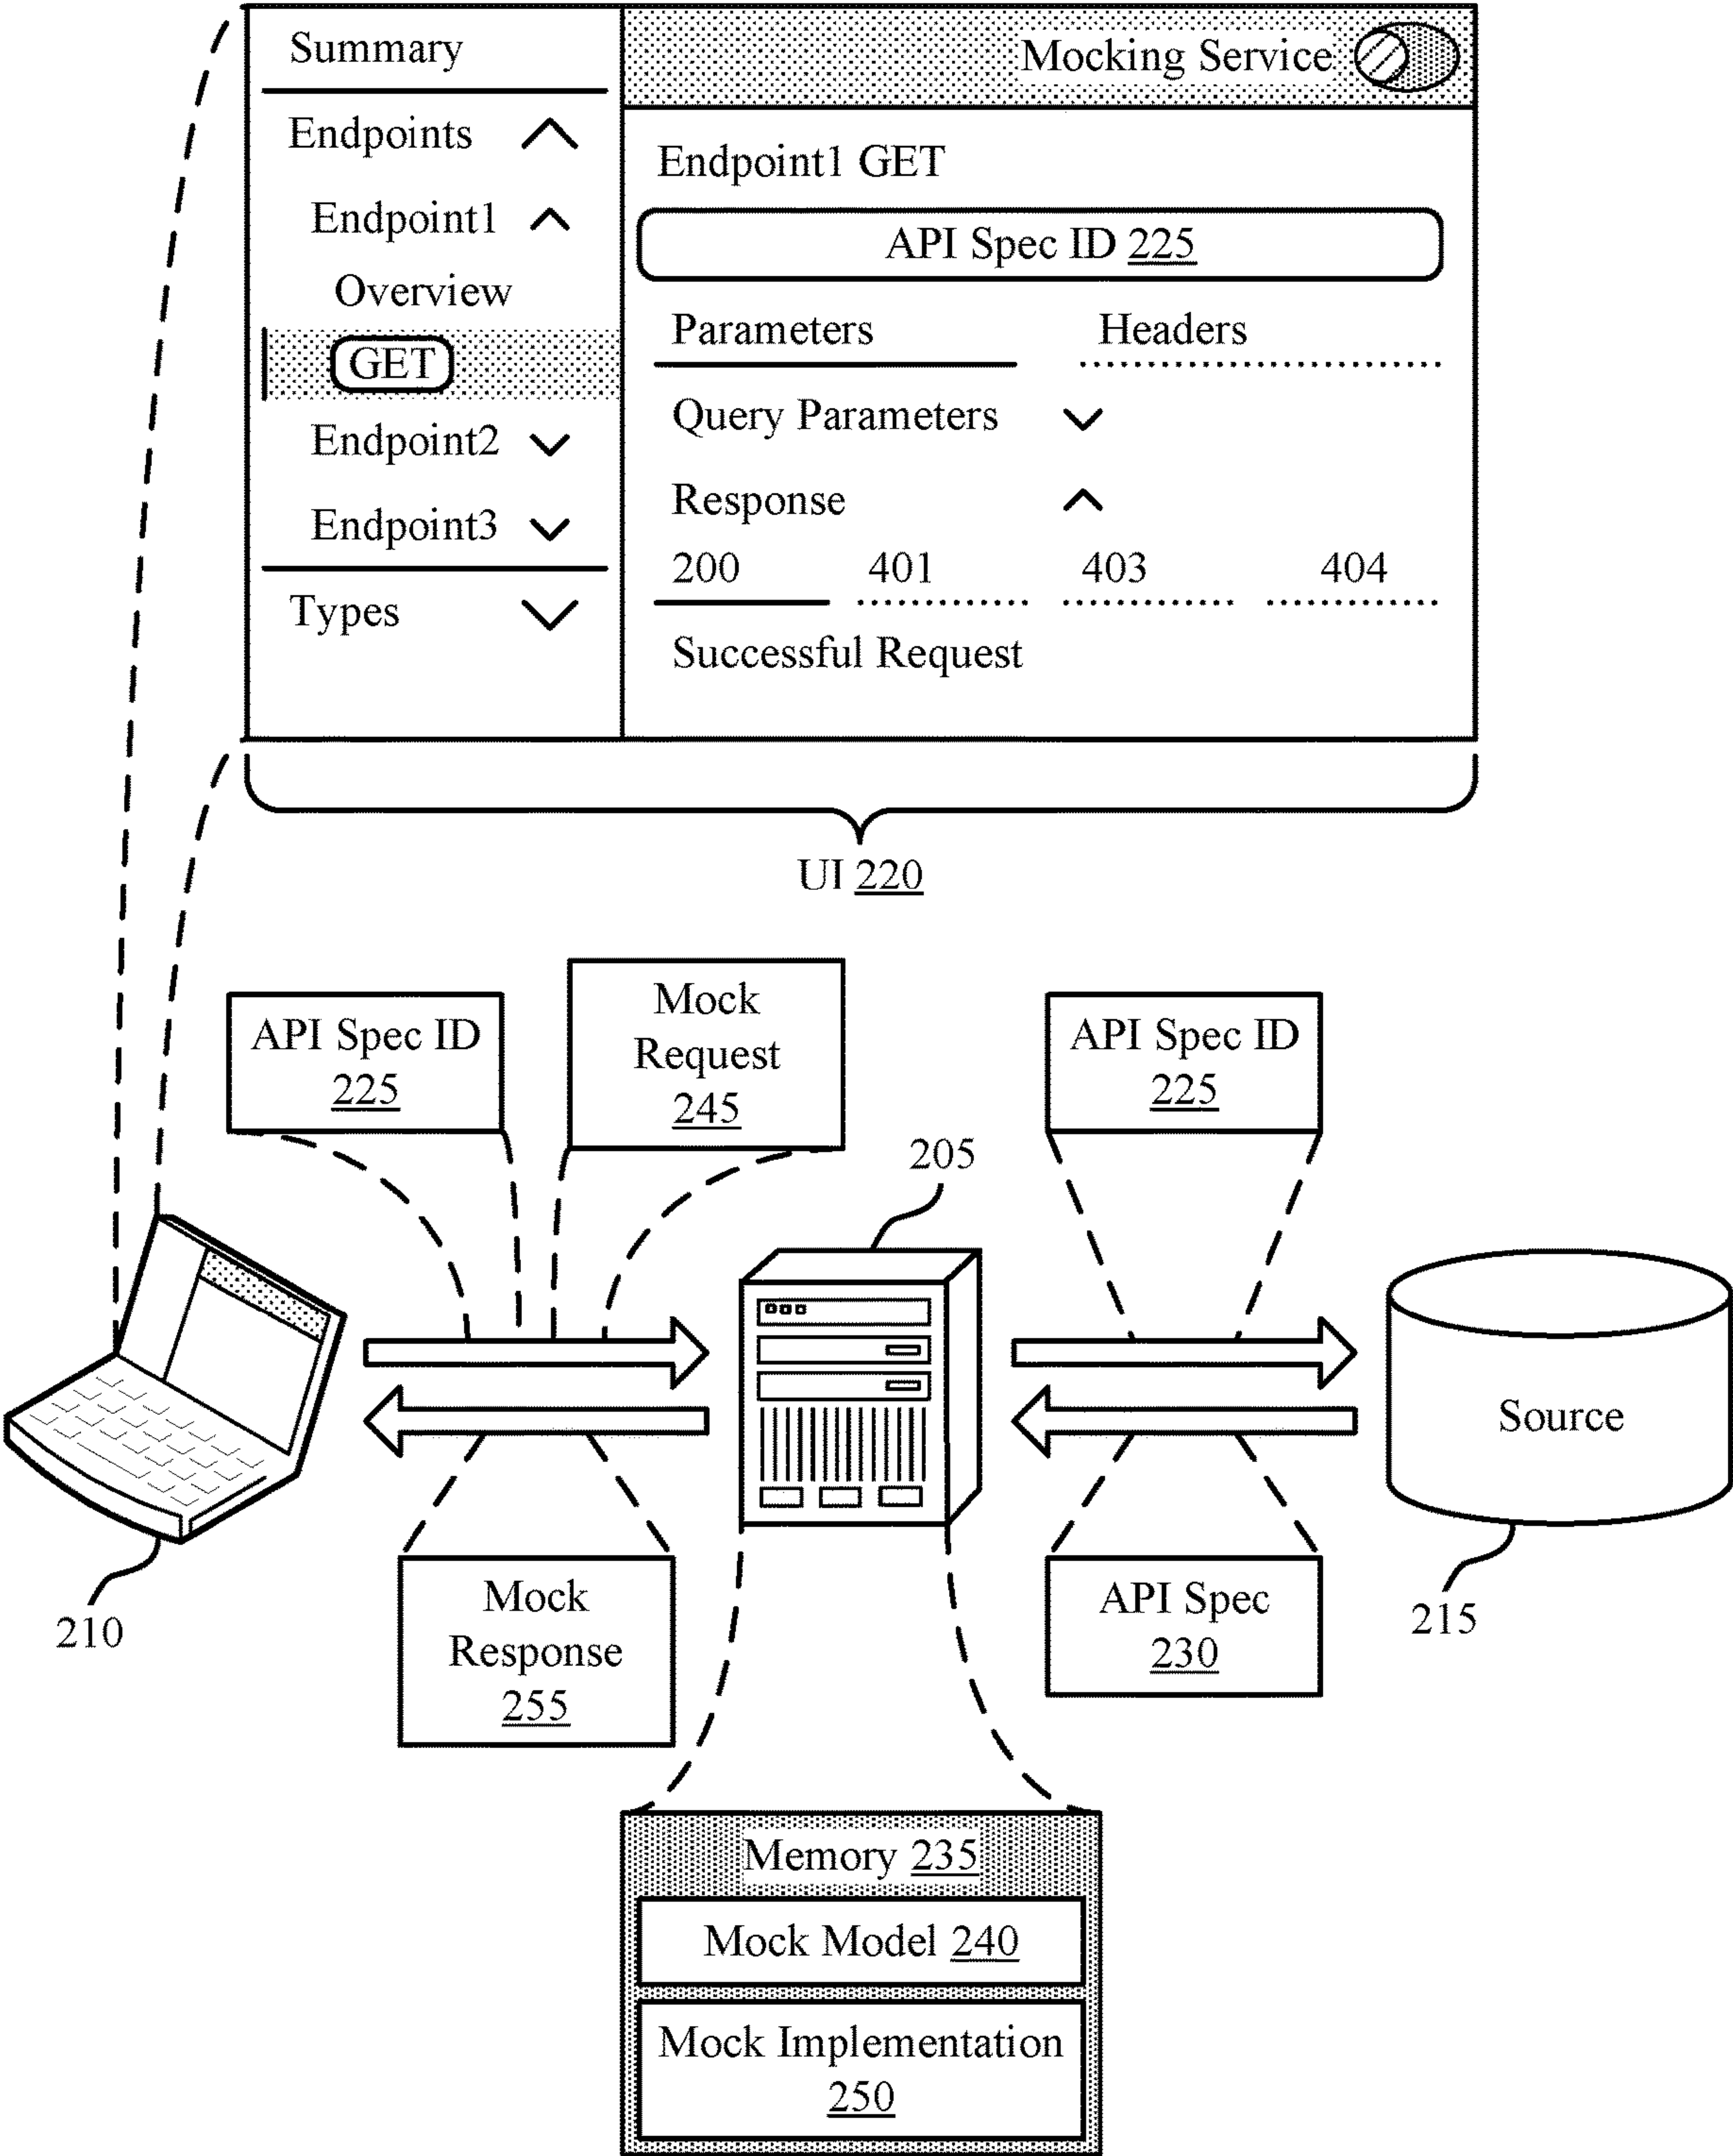 Summary
Mocking Service
Endpoints
Endpoint1
Overview
GET
Endpoint2
Endpoint3
Types
Endpoint1 GET
API Spec ID 225
Parameters Headers
Query Parameters
Response
200 401 403 404
Successful Request
UI 220
API Spec ID
225
Mock
Request
245
API Spec ID
225
205
Source
210
Mock
Response
255
API Spec
230
215
Memory 235
Mock Model 240
Mock Implementation
250